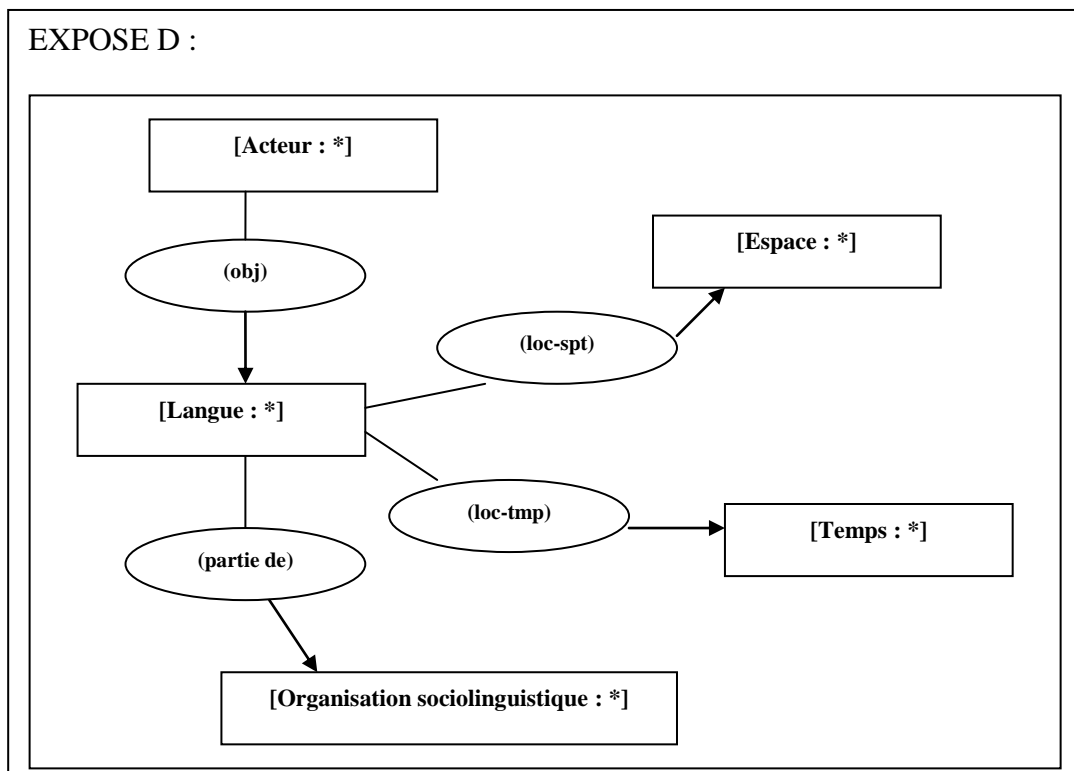 EXPOSE D :
[Acteur : *]
[Espace : *]
(obj)
(loc-spt)
[Langue : *]
(loc-tmp)
[Temps : *]
(partie de)
[Organisation sociolinguistique : *]